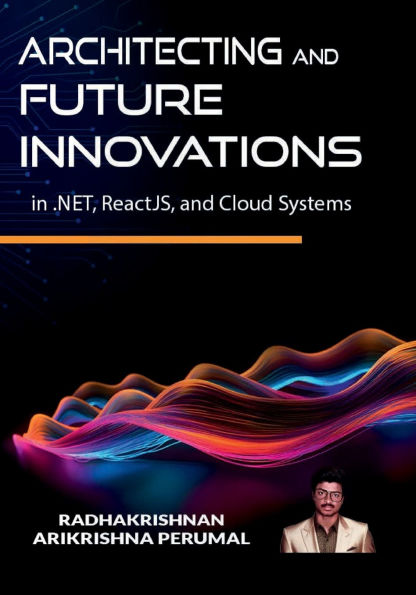 ARCHITECTING AND
FUTURE
INNOVATIONS
in .NET, ReactJS, and Cloud Systems
RADHAKRISHNAN
ARIKRISHNA PERUMAL